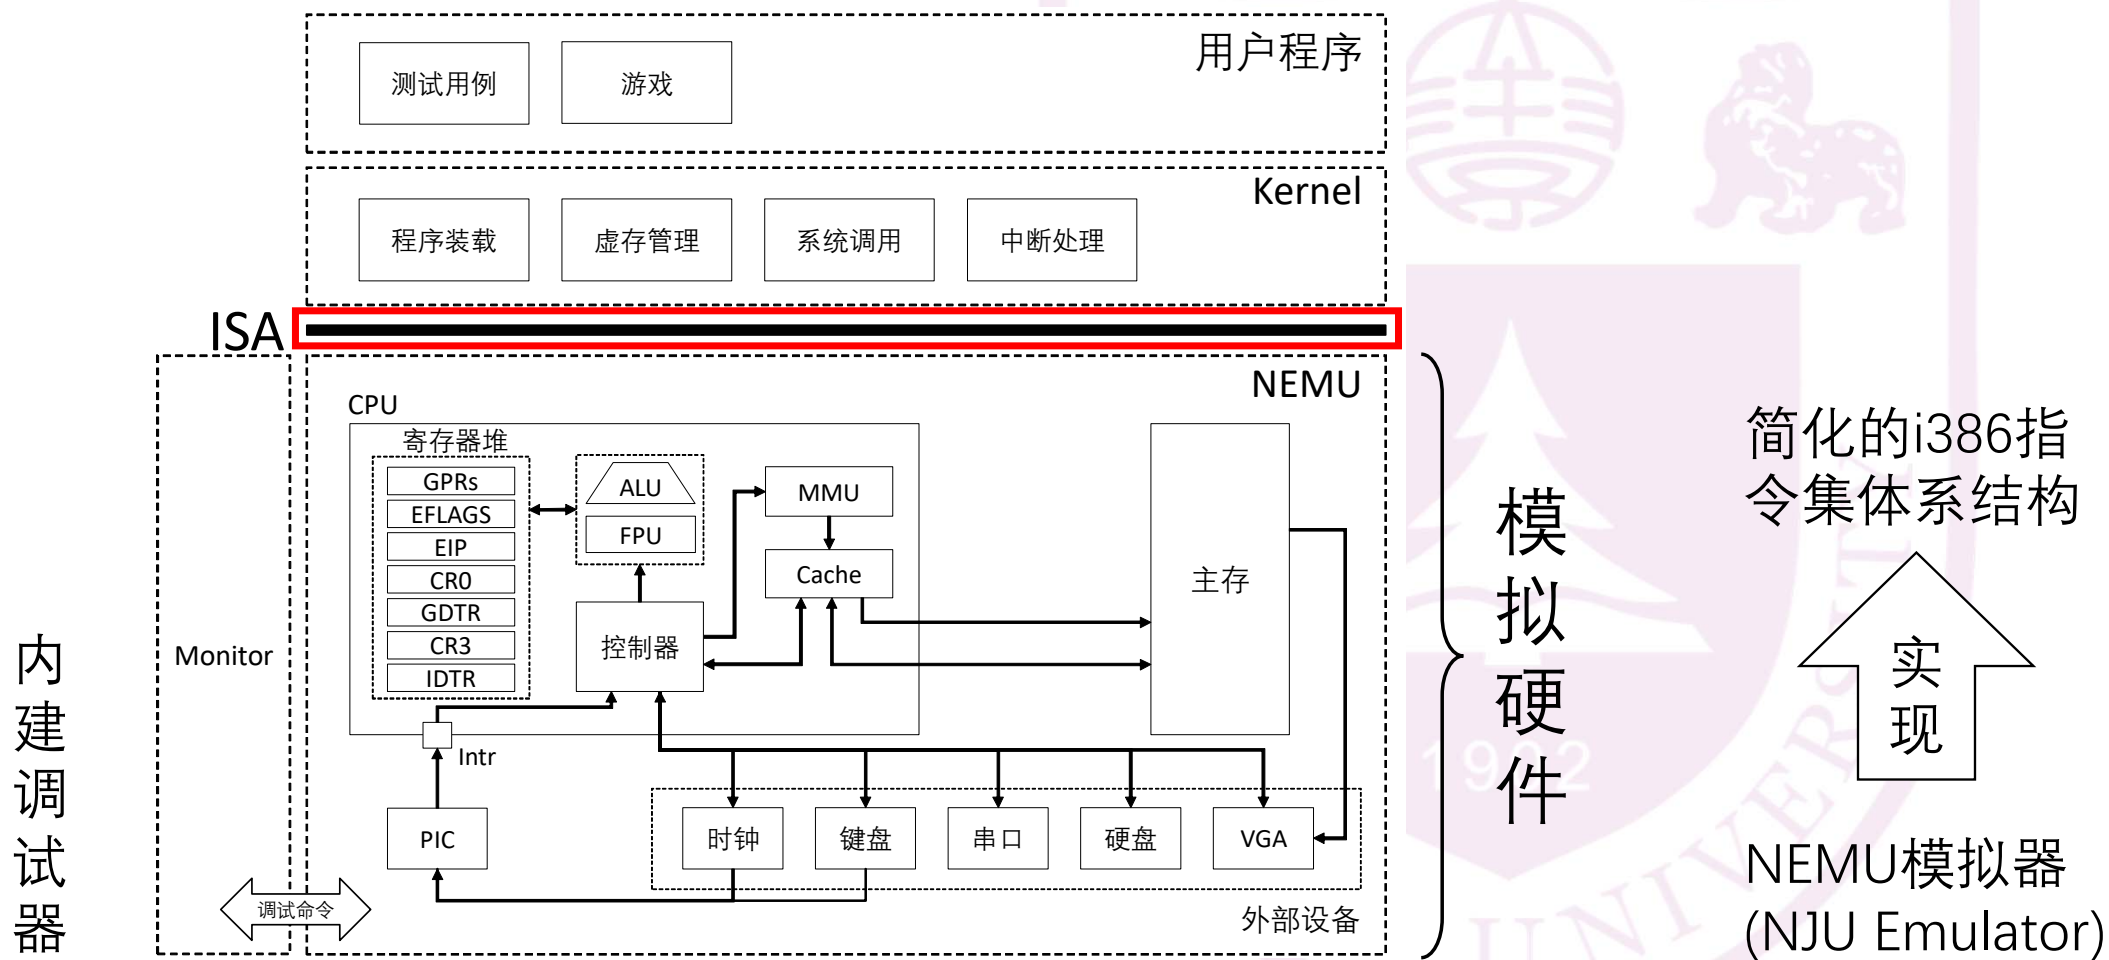 用户程序
测试用例
游戏
Kernel
程序装载
虚存管理
系统调用
中断处理
ISA
NEMU
CPU
寄存器堆
GPRs
EFLAGS
EIP
CR0
GDTR
CR3
IDTR
ALU
FPU
MMU
Cache
控制器
主存
Intr
PIC
时钟
键盘
串口
硬盘
VGA
外部设备
Monitor
调试命令
内建调试器
模拟硬件
简化的i386指
令集体系结构
实现
NEMU模拟器
(NJU Emulator)
1902
UNIVERSITY